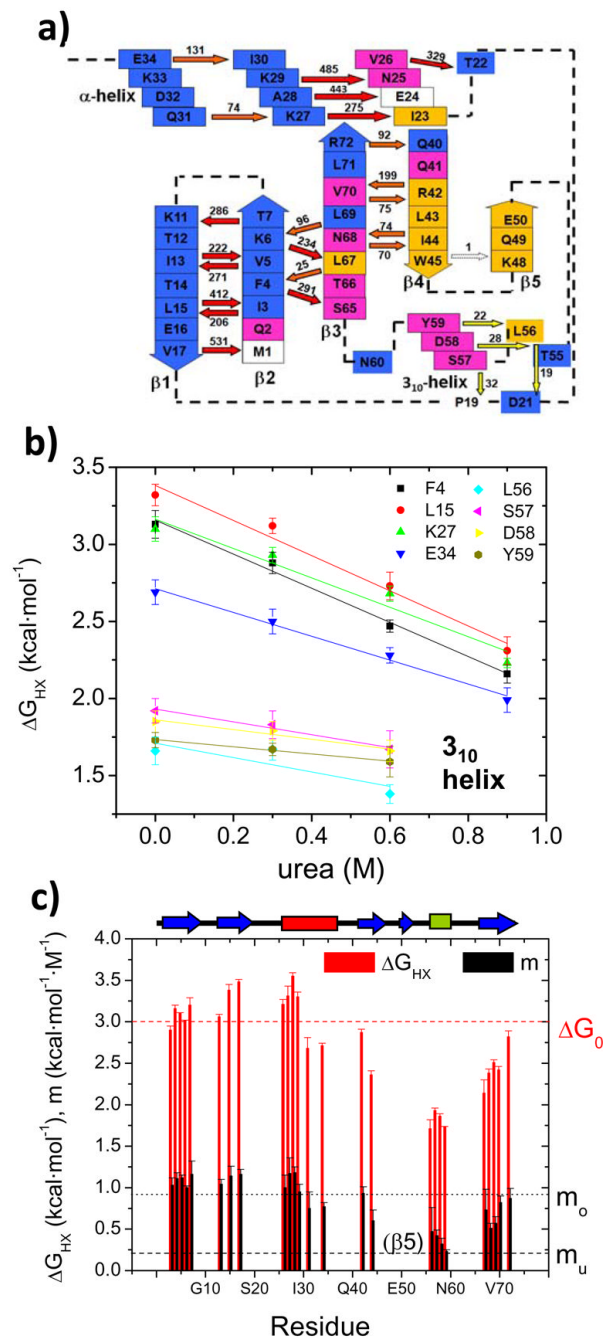 a)
E34 131 I30 V26 329 T22
K33 K29 485 N25
α-helix D32 A28 443 E24
Q31 74 K27 275 I23
R72 92 Q40
L71 Q41
K11 286 T7 96 V70 199 75 R42
T12 K6 234 L69 L43 E50
I13 222 271 V5 N68 74 70 I44 1 Q49
T14 F4 25 L67 W45 K48
L15 412 206 I3 291 T66 β4 β5
E16 Q2 S65 Y59 22 L56
V17 531 M1 β3 D58 28 T55
β1 β2 N60 S57 19
3₁₀-helix 32 P19 D21
b)
3.5
3.0
2.5
2.0
1.5
ΔG_HX (kcal·mol⁻¹)
F4 L56
L15 S57
K27 D58
E34 Y59
3₁₀
helix
0.0 0.2 0.4 0.6 0.8 1.0
urea (M)
c)
4.0
3.5
3.0
2.5
2.0
1.5
1.0
0.5
0.0
ΔG_HX (kcal·mol⁻¹), m (kcal·mol⁻¹·M⁻¹)
ΔG_HX m
ΔG₀
m_o
(β5)
m_u
G10 S20 I30 Q40 E50 N60 V70
Residue